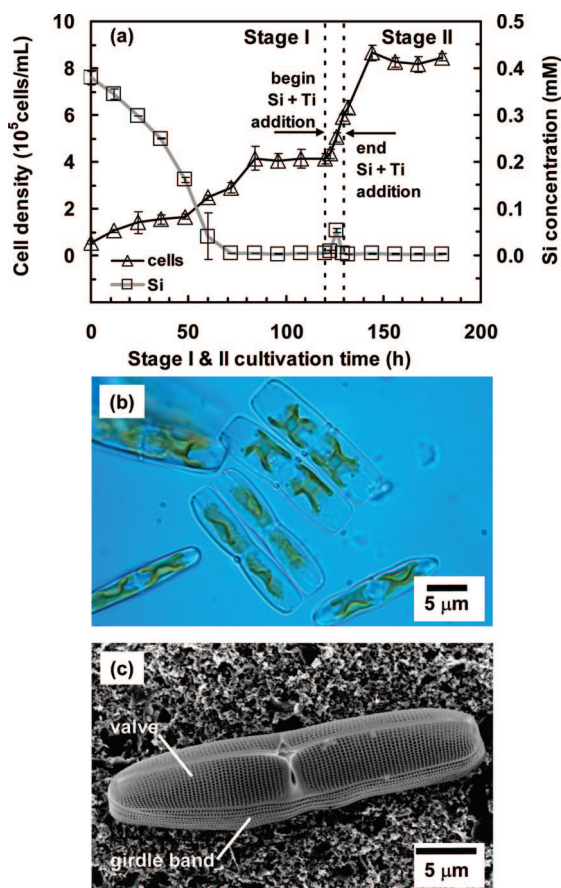 (a)
Stage I
Stage II
begin
Si + Ti
addition
end
Si + Ti
addition
cells
Si
10
8
6
4
2
0
Cell density (10⁵cells/mL)
0.5
0.4
0.3
0.2
0.1
0.0
Si concentration (mM)
0
50
100
150
200
Stage I & II cultivation time (h)
(b)
5 μm
(c)
valve
girdle band
5 μm